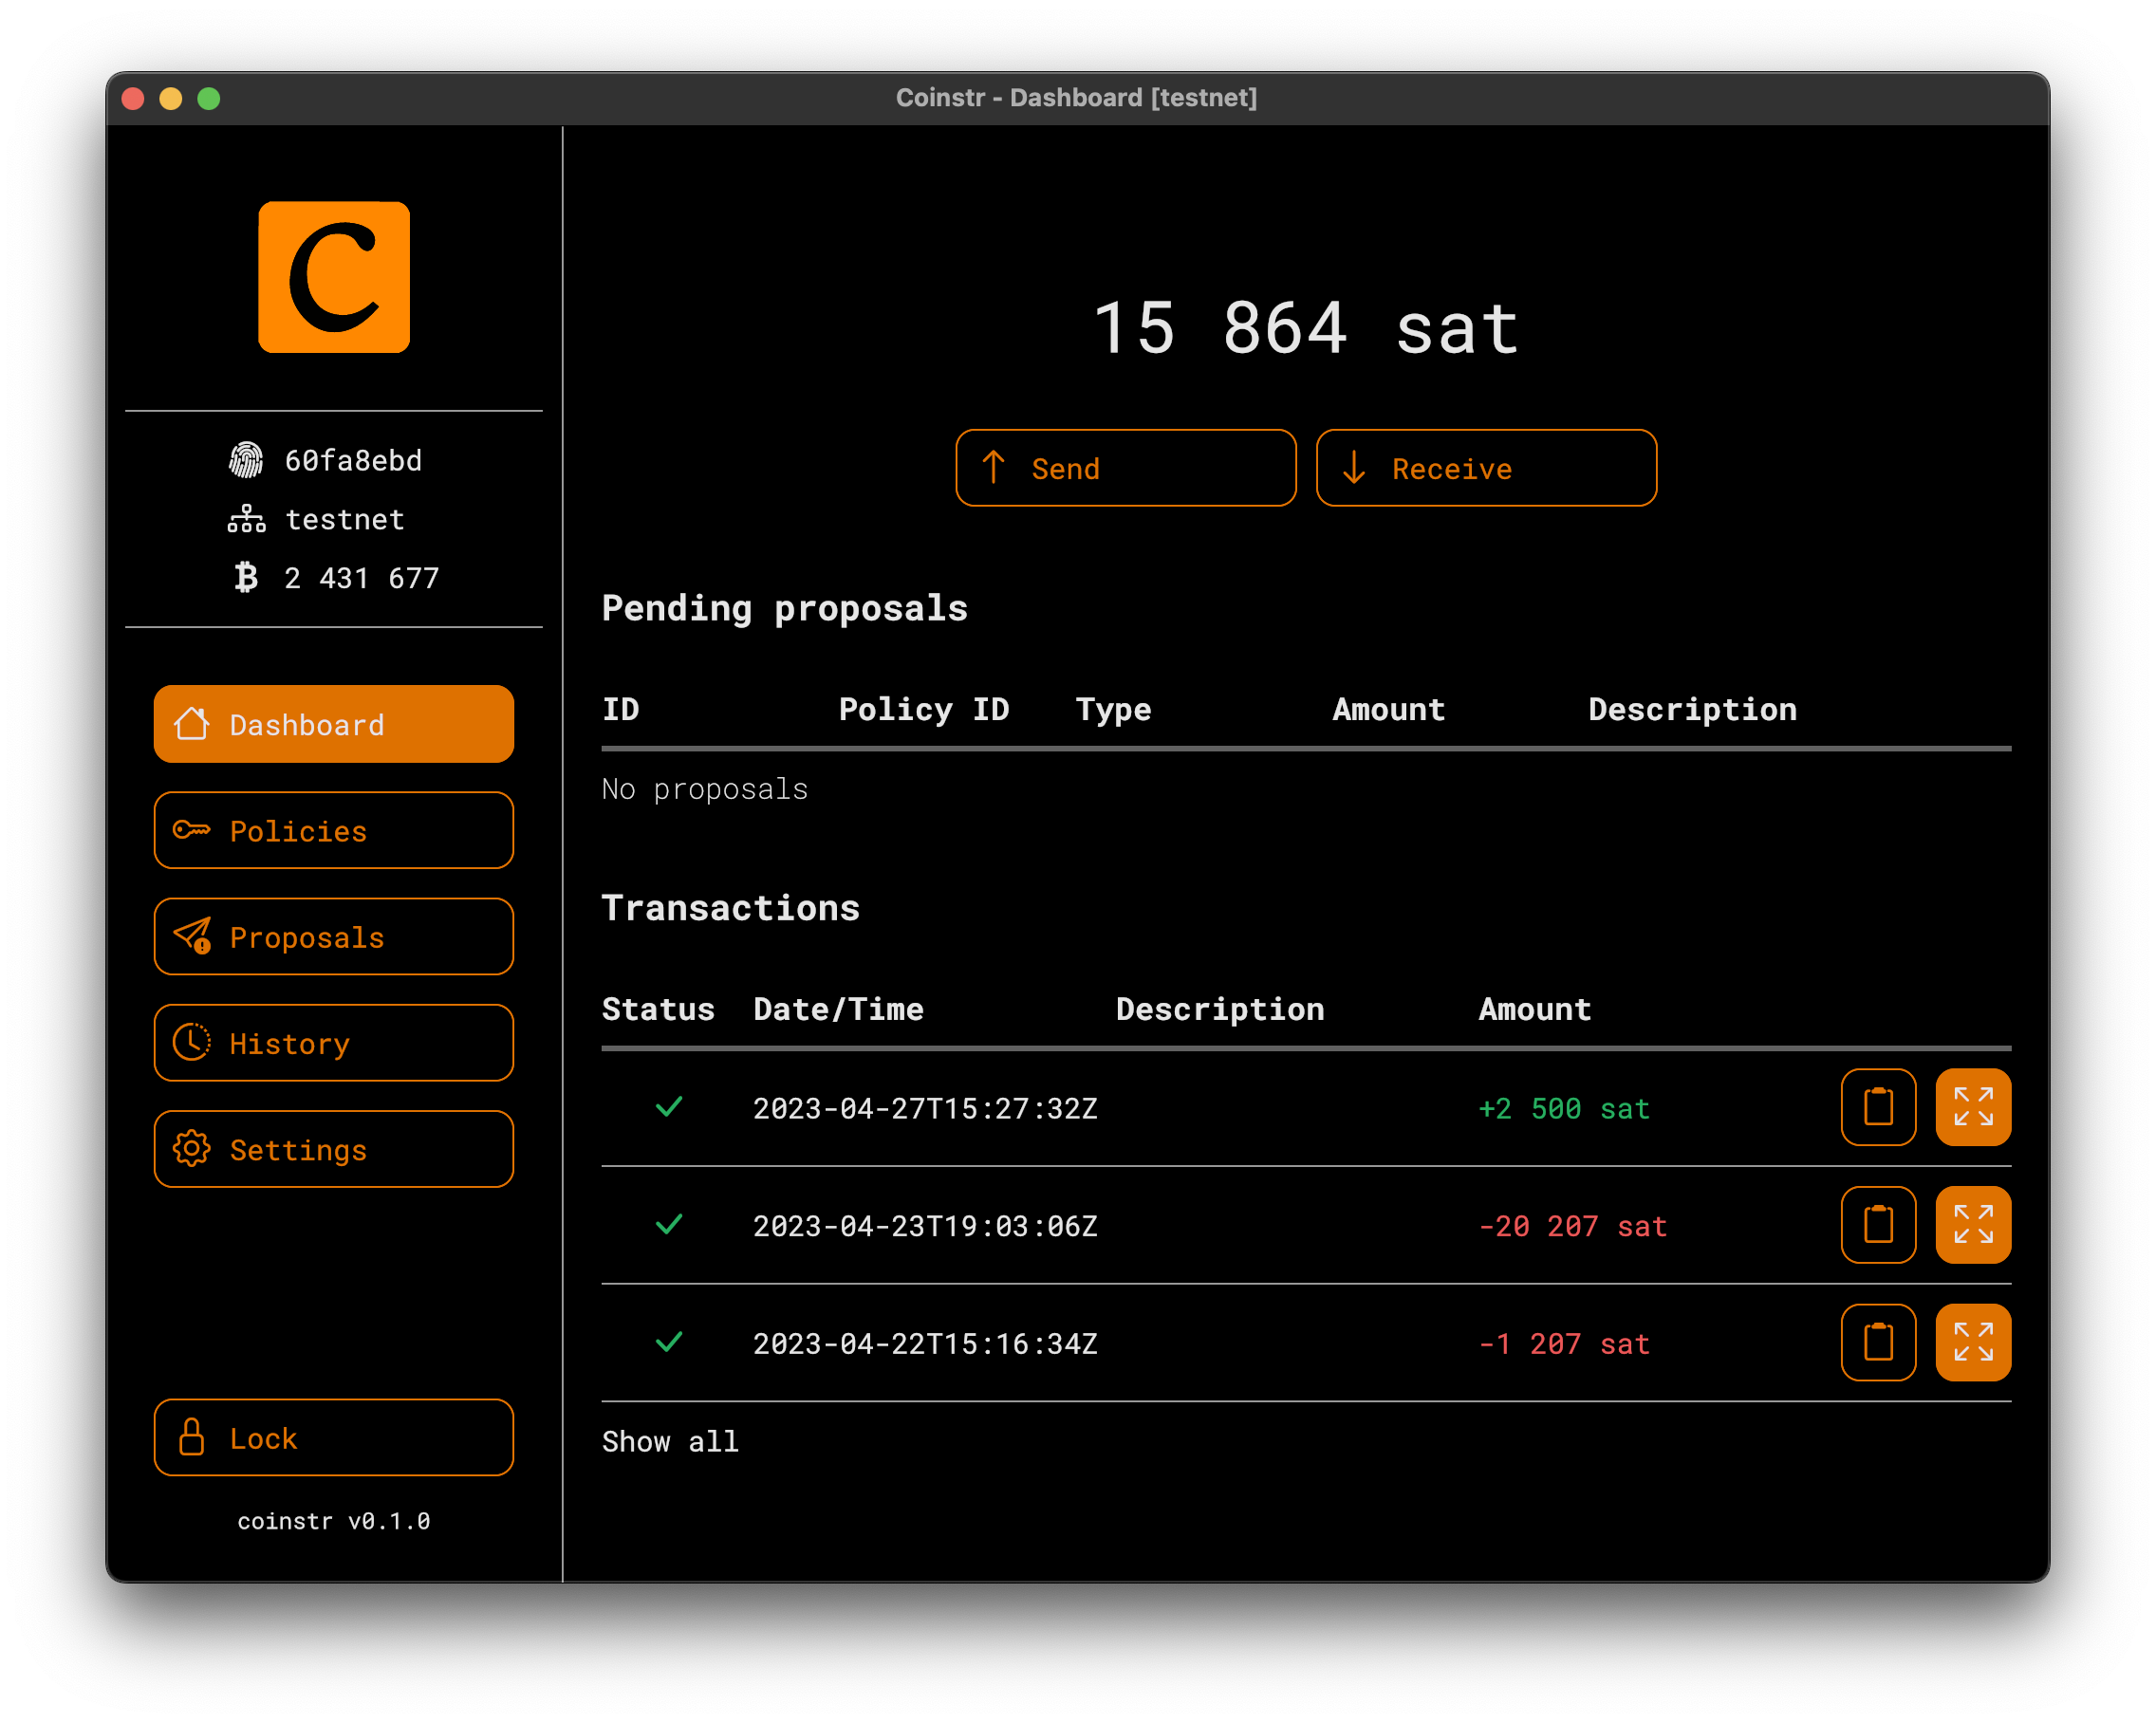 Coinstr - Dashboard [testnet]
C
60fa8ebd
testnet
2 431 677
Dashboard
Policies
Proposals
History
Settings
Lock
coinstr v0.1.0
15 864 sat
Send
Receive
Pending proposals
ID Policy ID Type Amount Description
No proposals
Transactions
Status Date/Time Description Amount
2023-04-27T15:27:32Z +2 500 sat
2023-04-23T19:03:06Z -20 207 sat
2023-04-22T15:16:34Z -1 207 sat
Show all